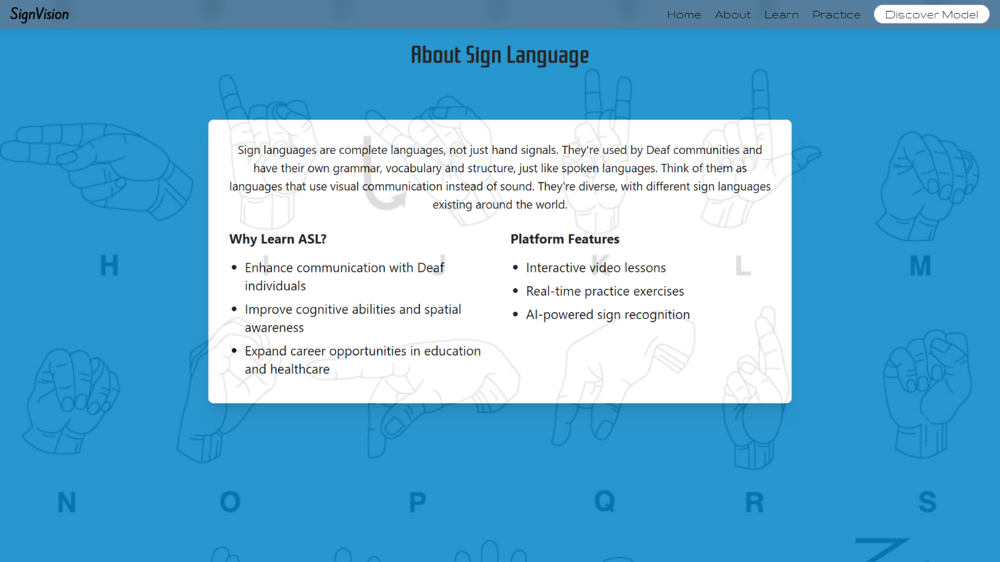 SignVision
Home About Learn Practice Discover Model
About Sign Language
Sign languages are complete languages, not just hand signals. They're used by Deaf communities and
have their own grammar, vocabulary and structure, just like spoken languages. Think of them as
languages that use visual communication instead of sound. They're diverse, with different sign languages
existing around the world.
Why Learn ASL?
• Enhance communication with Deaf
individuals
• Improve cognitive abilities and spatial
awareness
• Expand career opportunities in education
and healthcare
Platform Features
• Interactive video lessons
• Real-time practice exercises
• AI-powered sign recognition
H I J K L M
N O P Q R S